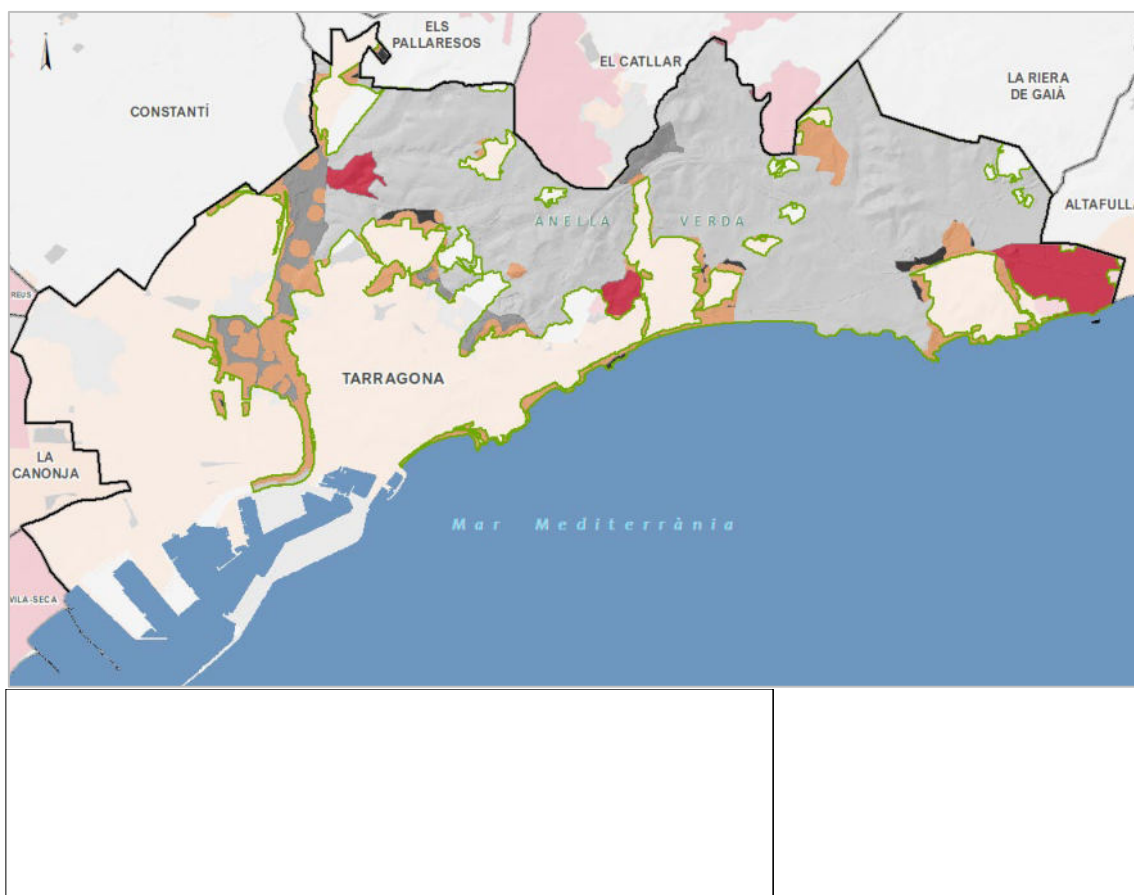 ELS
PALLARESOS
EL CATLLAR
LA RIERA
DE GAIÀ
CONSTANTÍ
ALTAFULLA
ANELLA VERDA
REUS
TARRAGONA
LA
CANONJA
Mar Mediterrània
VILA-SECA